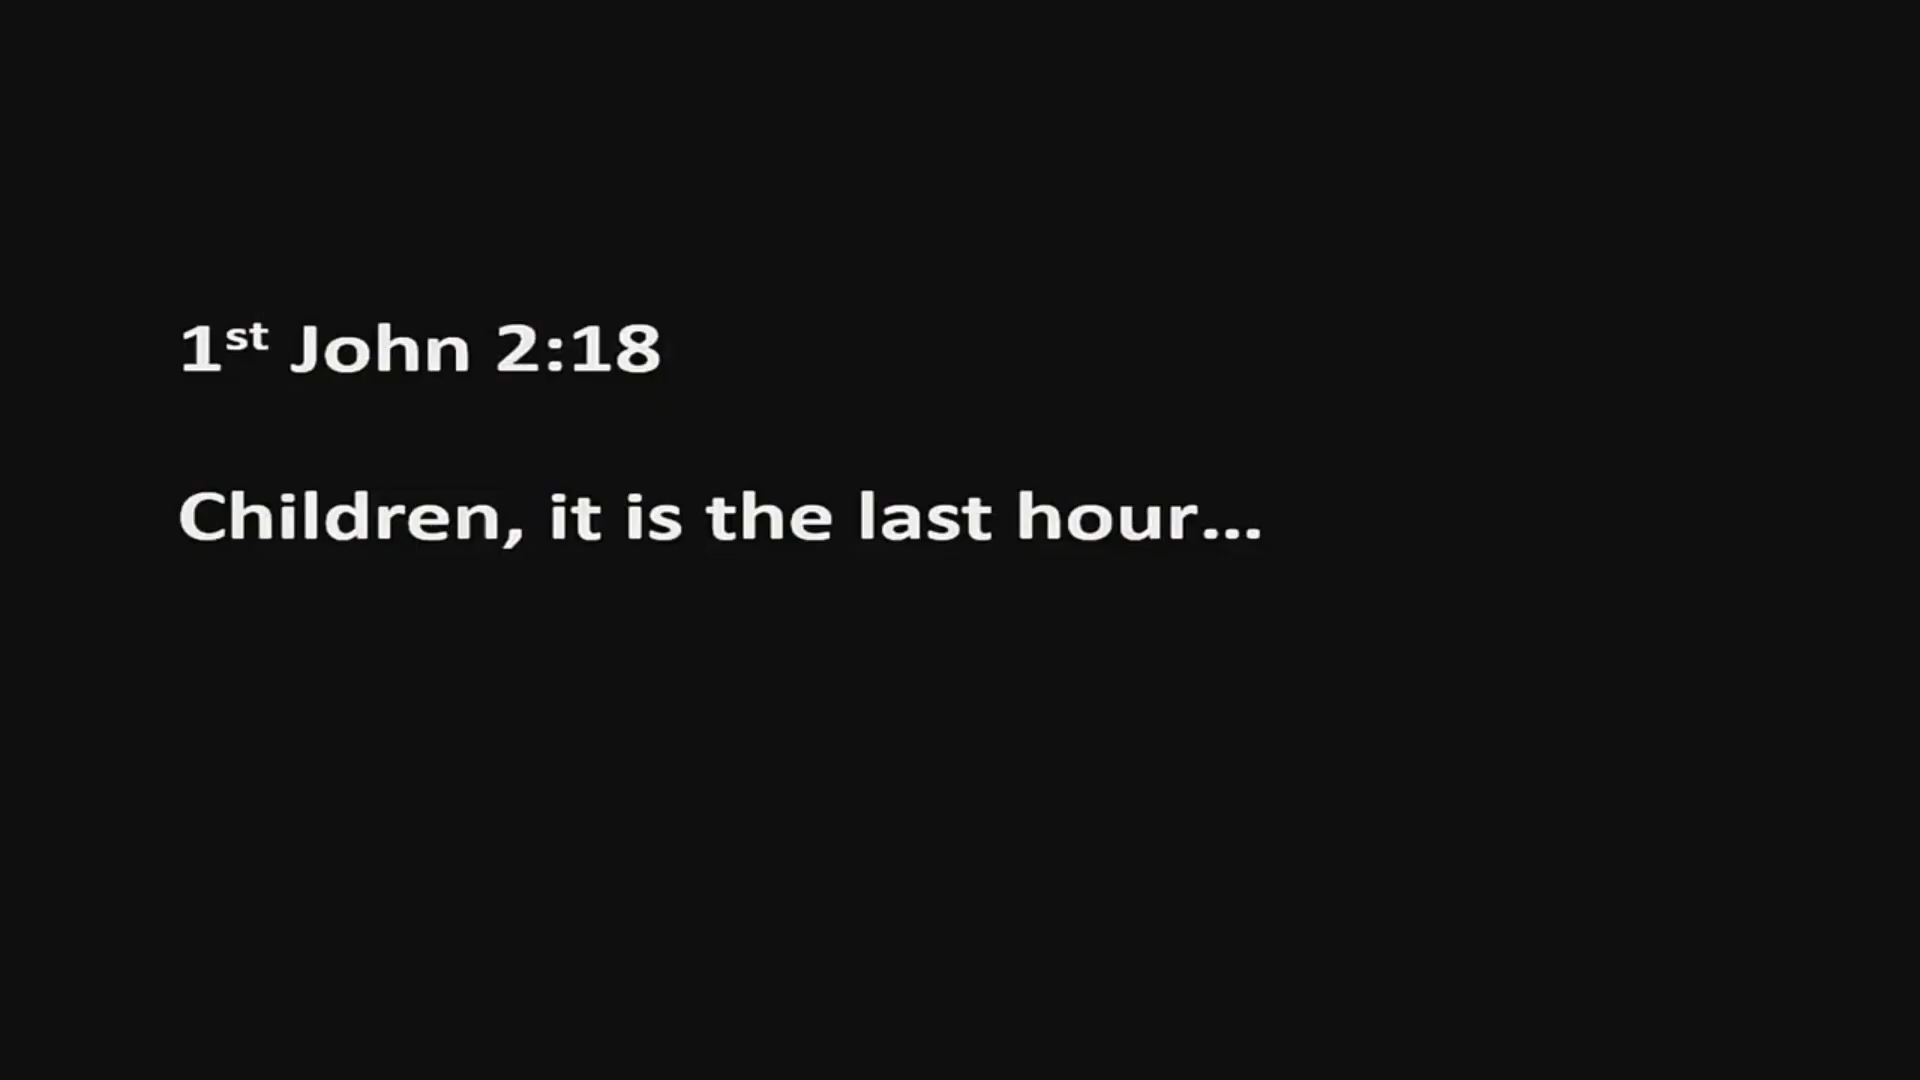 1st John 2:18
Children, it is the last hour...